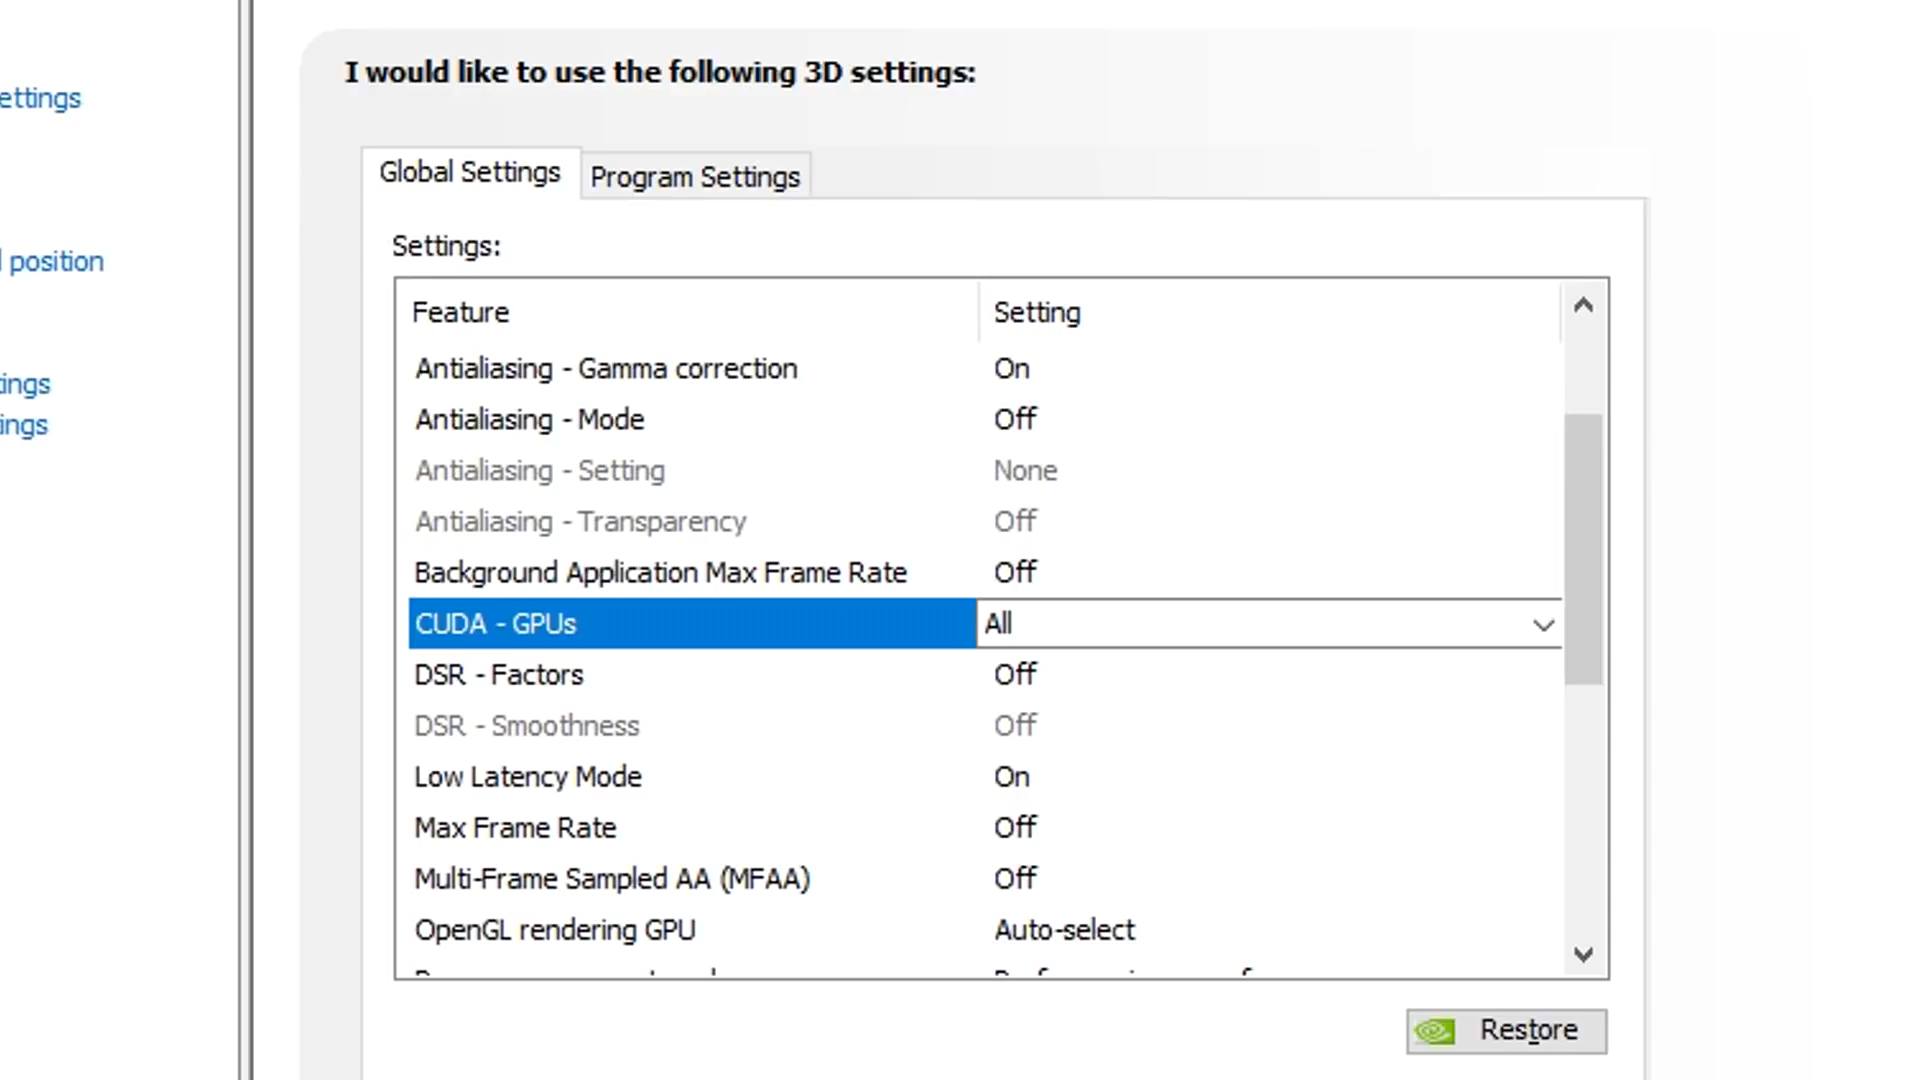 ettings
position
tings
ings
I would like to use the following 3D settings:
Global Settings
Program Settings
Settings:
Feature Setting
Antialiasing - Gamma correction On
Antialiasing - Mode Off
Antialiasing - Setting None
Antialiasing - Transparency Off
Background Application Max Frame Rate Off
CUDA - GPUs All
DSR - Factors Off
DSR - Smoothness Off
Low Latency Mode On
Max Frame Rate Off
Multi-Frame Sampled AA (MFAA) Off
OpenGL rendering GPU Auto-select
Restore